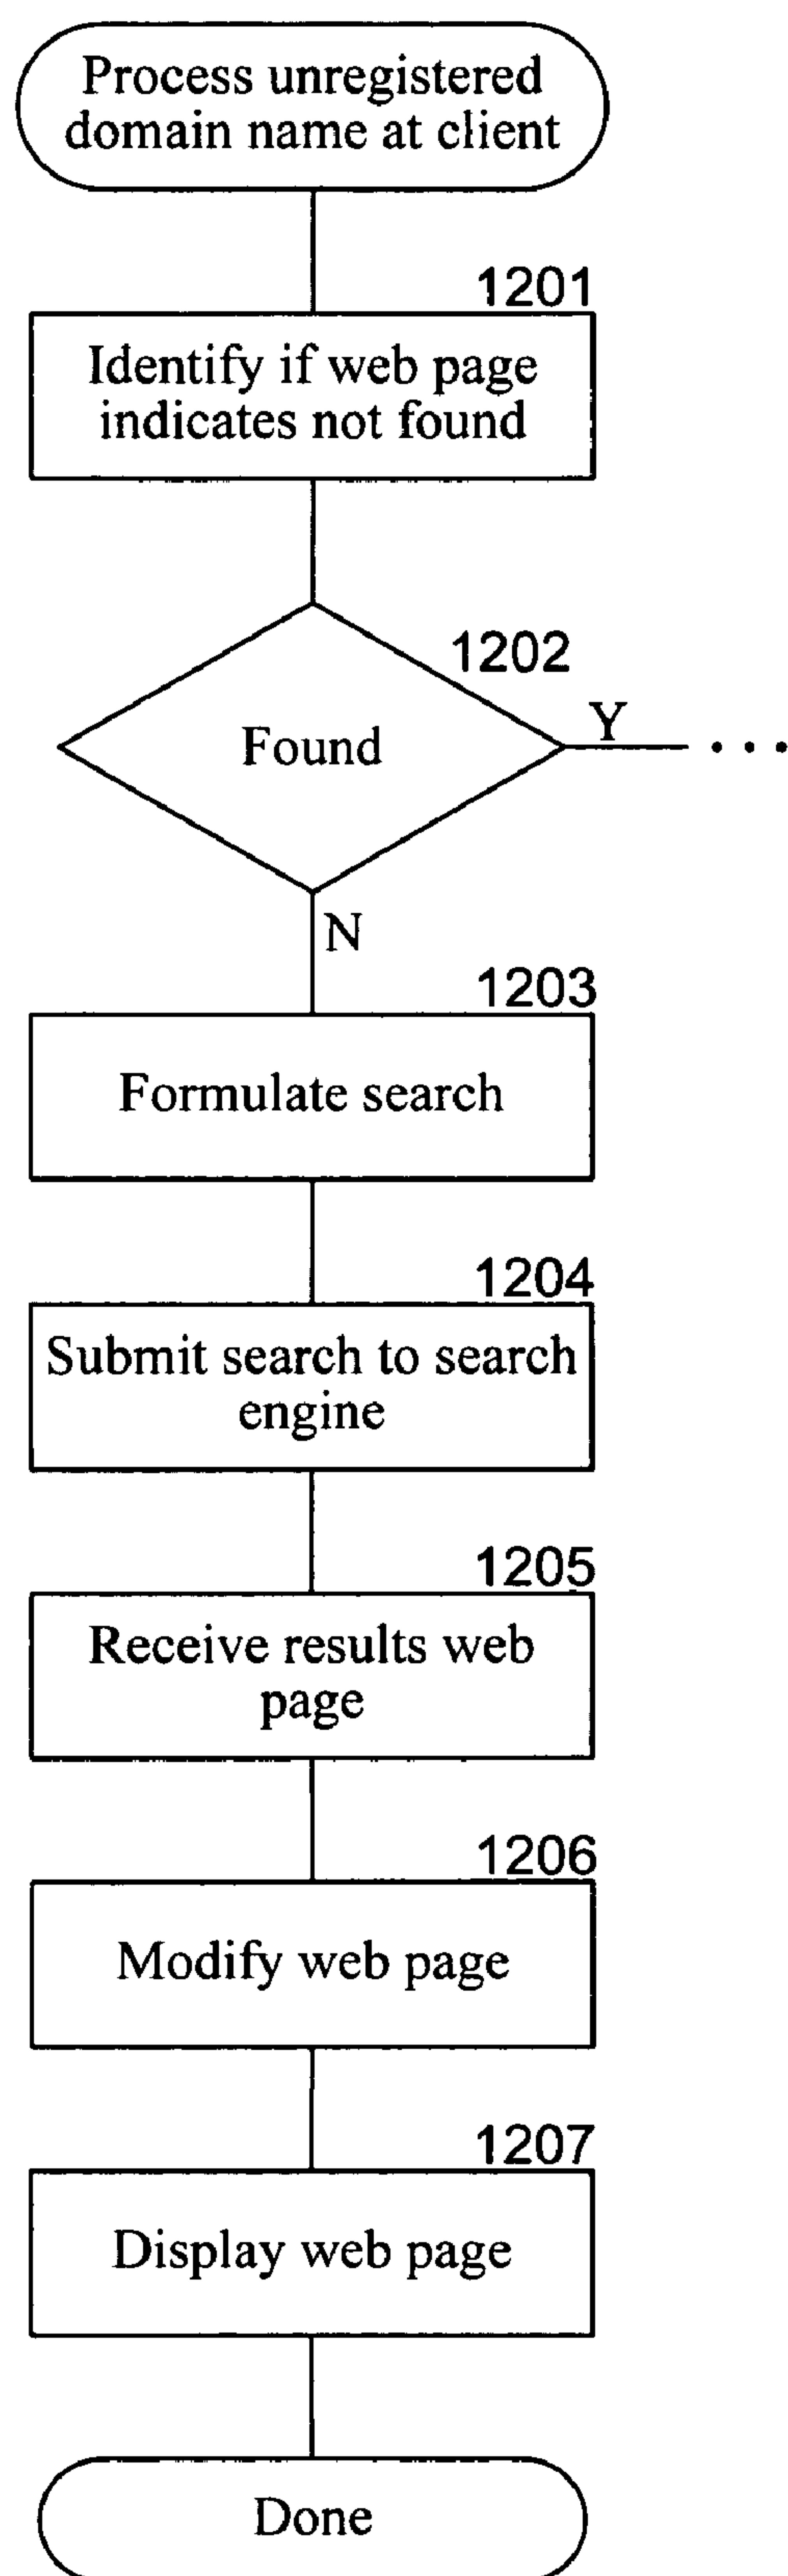 Process unregistered
domain name at client
1201
Identify if web page
indicates not found
1202
Found
Y
...
N
1203
Formulate search
1204
Submit search to search
engine
1205
Receive results web
page
1206
Modify web page
1207
Display web page
Done